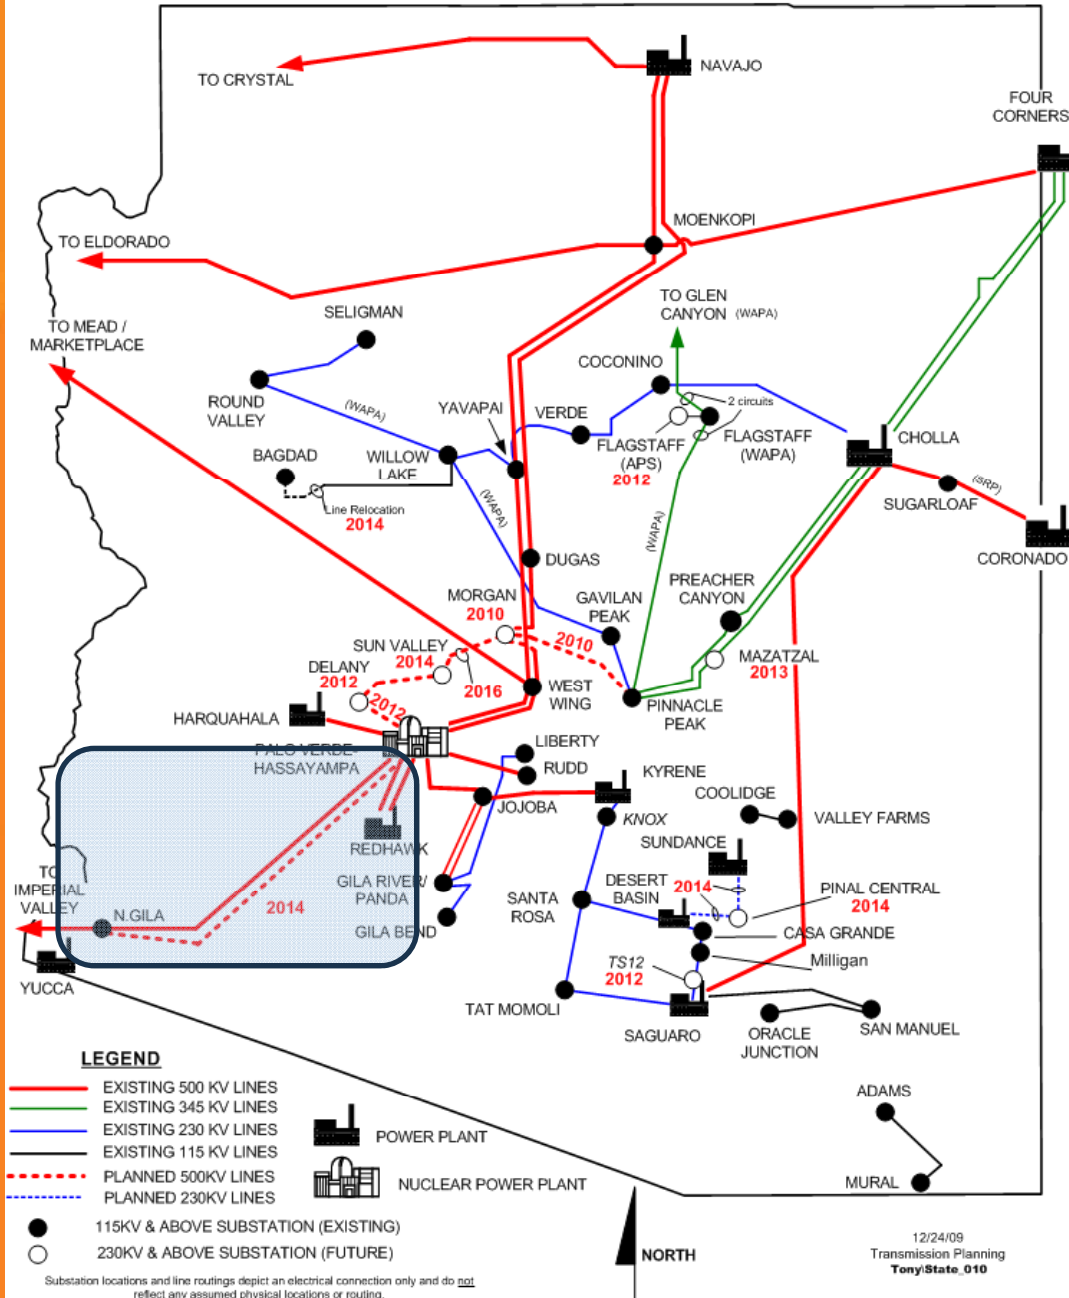 NAVAJO
TO CRYSTAL
FOUR
CORNERS
MOENKOPI
TO ELDORADO
TO GLEN
CANYON (WAPA)
SELIGMAN
TO MEAD /
MARKETPLACE
COCONINO
2 circuits
ROUND
VALLEY
(WAPA)
YAVAPAI
VERDE
FLAGSTAFF
(APS)
2012
FLAGSTAFF
(WAPA)
CHOLLA
BAGDAD
WILLOW
LAKE
(WAPA)
(WAPA)
(SRP)
SUGARLOAF
Line Relocation
2014
CORONADO
DUGAS
PREACHER
CANYON
MORGAN
2010
GAVILAN
PEAK
2010
SUN VALLEY
2014
MAZATZAL
2013
DELANY
2012
2016
WEST
WING
PINNACLE
PEAK
2012
HARQUAHALA
PALO VERDE-
HASSAYAMPA
LIBERTY
RUDD
KYRENE
JOJOBA
COOLIDGE
KNOX
VALLEY FARMS
REDHAWK
SUNDANCE
TO
IMPERIAL
VALLEY
GILA RIVER/
PANDA
DESERT
BASIN
2014
PINAL CENTRAL
2014
N.GILA
2014
SANTA
ROSA
GILA BEND
CASA GRANDE
Milligan
TS12
2012
YUCCA
TAT MOMOLI
SAGUARO
ORACLE
JUNCTION
SAN MANUEL
LEGEND
EXISTING 500 KV LINES
EXISTING 345 KV LINES
EXISTING 230 KV LINES
EXISTING 115 KV LINES
PLANNED 500KV LINES
PLANNED 230KV LINES
POWER PLANT
NUCLEAR POWER PLANT
115KV & ABOVE SUBSTATION (EXISTING)
230KV & ABOVE SUBSTATION (FUTURE)
ADAMS
MURAL
NORTH
12/24/09
Transmission Planning
Tony\State_010
Substation locations and line routings depict an electrical connection only and do not
reflect any assumed physical locations or routing.